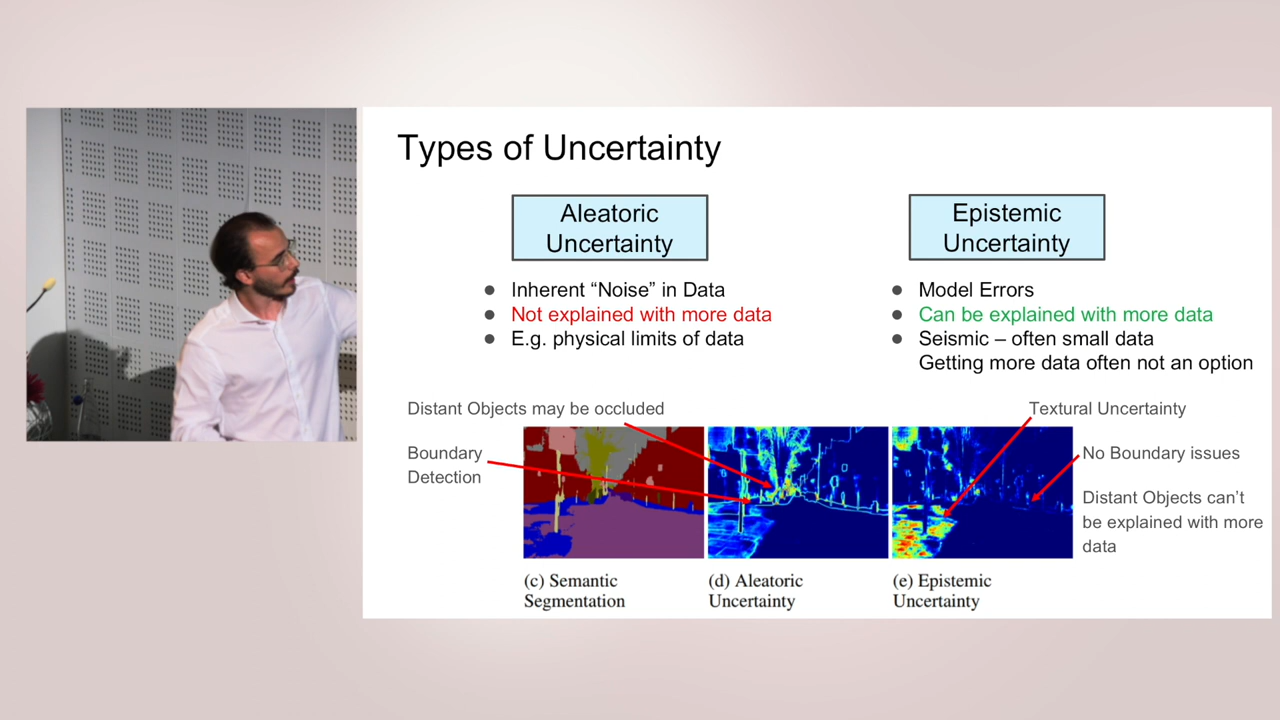 Types of Uncertainty
Aleatoric
Uncertainty
Epistemic
Uncertainty
● Inherent “Noise” in Data
● Not explained with more data
● E.g. physical limits of data
● Model Errors
● Can be explained with more data
● Seismic – often small data
Getting more data often not an option
Distant Objects may be occluded
Boundary
Detection
Textural Uncertainty
No Boundary issues
Distant Objects can’t
be explained with more
data
(c) Semantic
Segmentation
(d) Aleatoric
Uncertainty
(e) Epistemic
Uncertainty